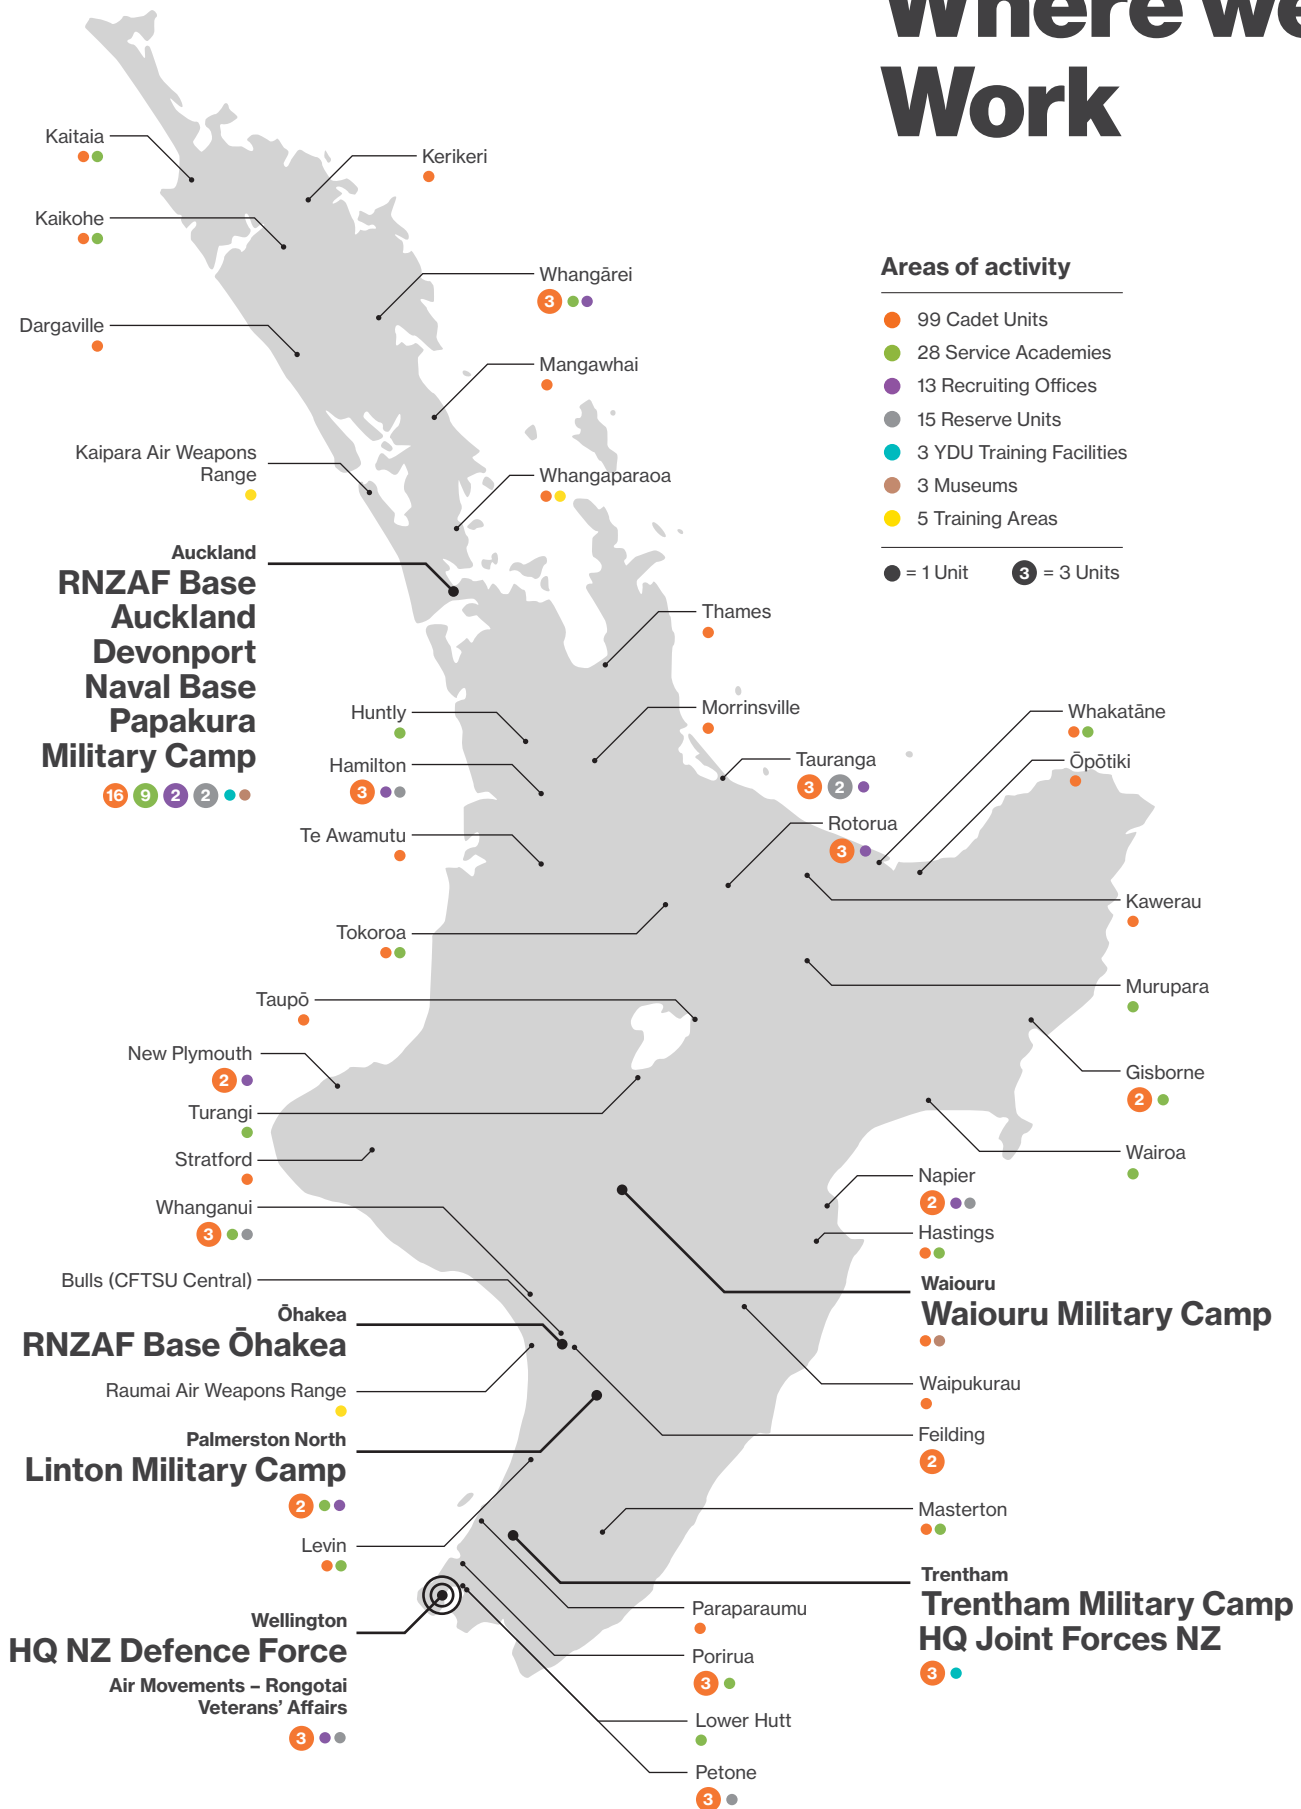 Where we
Work
Kaitaia
Kerikeri
Kaikohe
Whangārei
3
Dargaville
Mangawhai
Kaipara Air Weapons
Range
Whangaparaoa
Areas of activity
99 Cadet Units
28 Service Academies
13 Recruiting Offices
15 Reserve Units
3 YDU Training Facilities
3 Museums
5 Training Areas
= 1 Unit
3 = 3 Units
Auckland
RNZAF Base
Auckland
Devonport
Naval Base
Papakura
Military Camp
16 9 2 2
Thames
Huntly
Morrinsville
Whakatāne
Hamilton
3
Tauranga
3 2
Ōpōtiki
Te Awamutu
Rotorua
3
Kawerau
Tokoroa
Murupara
Taupō
New Plymouth
2
Gisborne
2
Turangi
Stratford
Wairoa
Napier
2
Whanganui
3
Hastings
Bulls (CFTSU Central)
Waiouru
Waiouru Military Camp
Ōhakea
RNZAF Base Ōhakea
Raumai Air Weapons Range
Waipukurau
Palmerston North
Linton Military Camp
2
Feilding
2
Levin
Masterton
Trentham
Trentham Military Camp
HQ Joint Forces NZ
3
Wellington
HQ NZ Defence Force
Air Movements – Rongotai
Veterans’ Affairs
3
Paraparaumu
Porirua
3
Lower Hutt
Petone
3